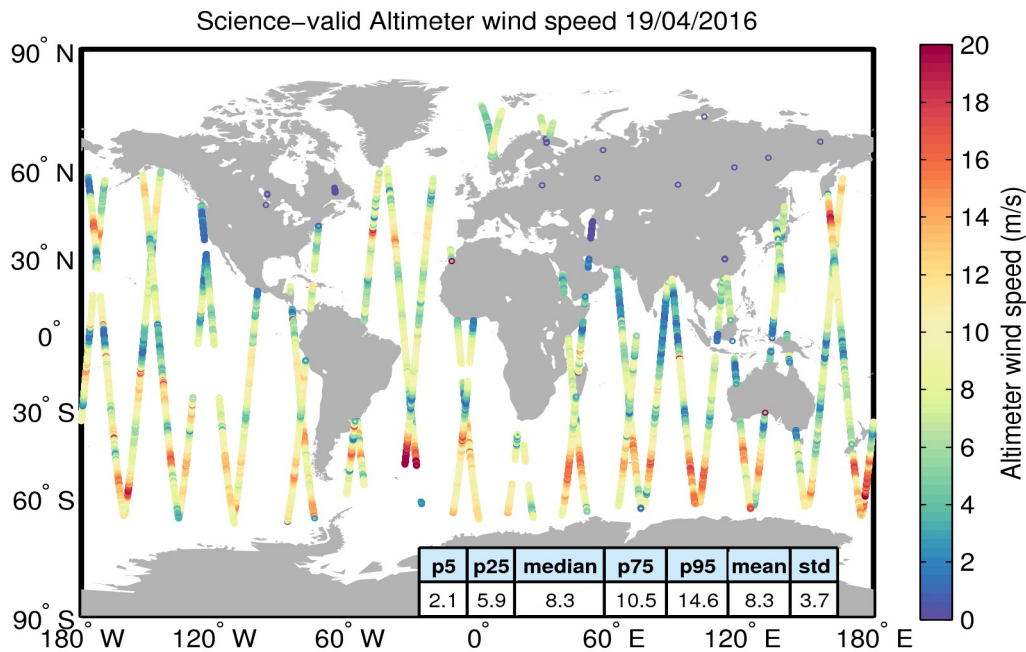 Science−valid Altimeter wind speed 19/04/2016
90° N
60° N
30° N
0°
30° S
60° S
90° S
180° W
120° W
60° W
0°
60° E
120° E
180° E
p5 p25 median p75 p95 mean std
2.1 5.9 8.3 10.5 14.6 8.3 3.7
20
18
16
14
12
10
8
6
4
2
0
Altimeter wind speed (m/s)